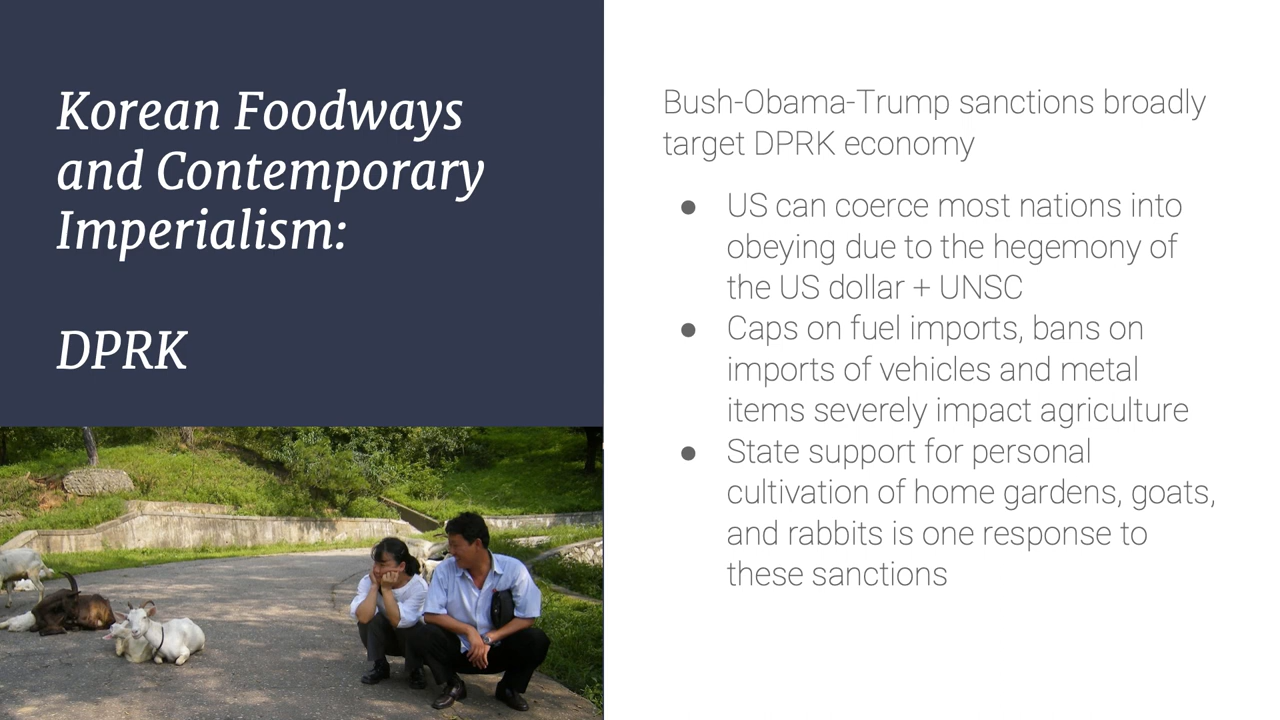 Korean Foodways
and Contemporary
Imperialism:
DPRK
Bush-Obama-Trump sanctions broadly
target DPRK economy
● US can coerce most nations into
obeying due to the hegemony of
the US dollar + UNSC
● Caps on fuel imports, bans on
imports of vehicles and metal
items severely impact agriculture
● State support for personal
cultivation of home gardens, goats,
and rabbits is one response to
these sanctions